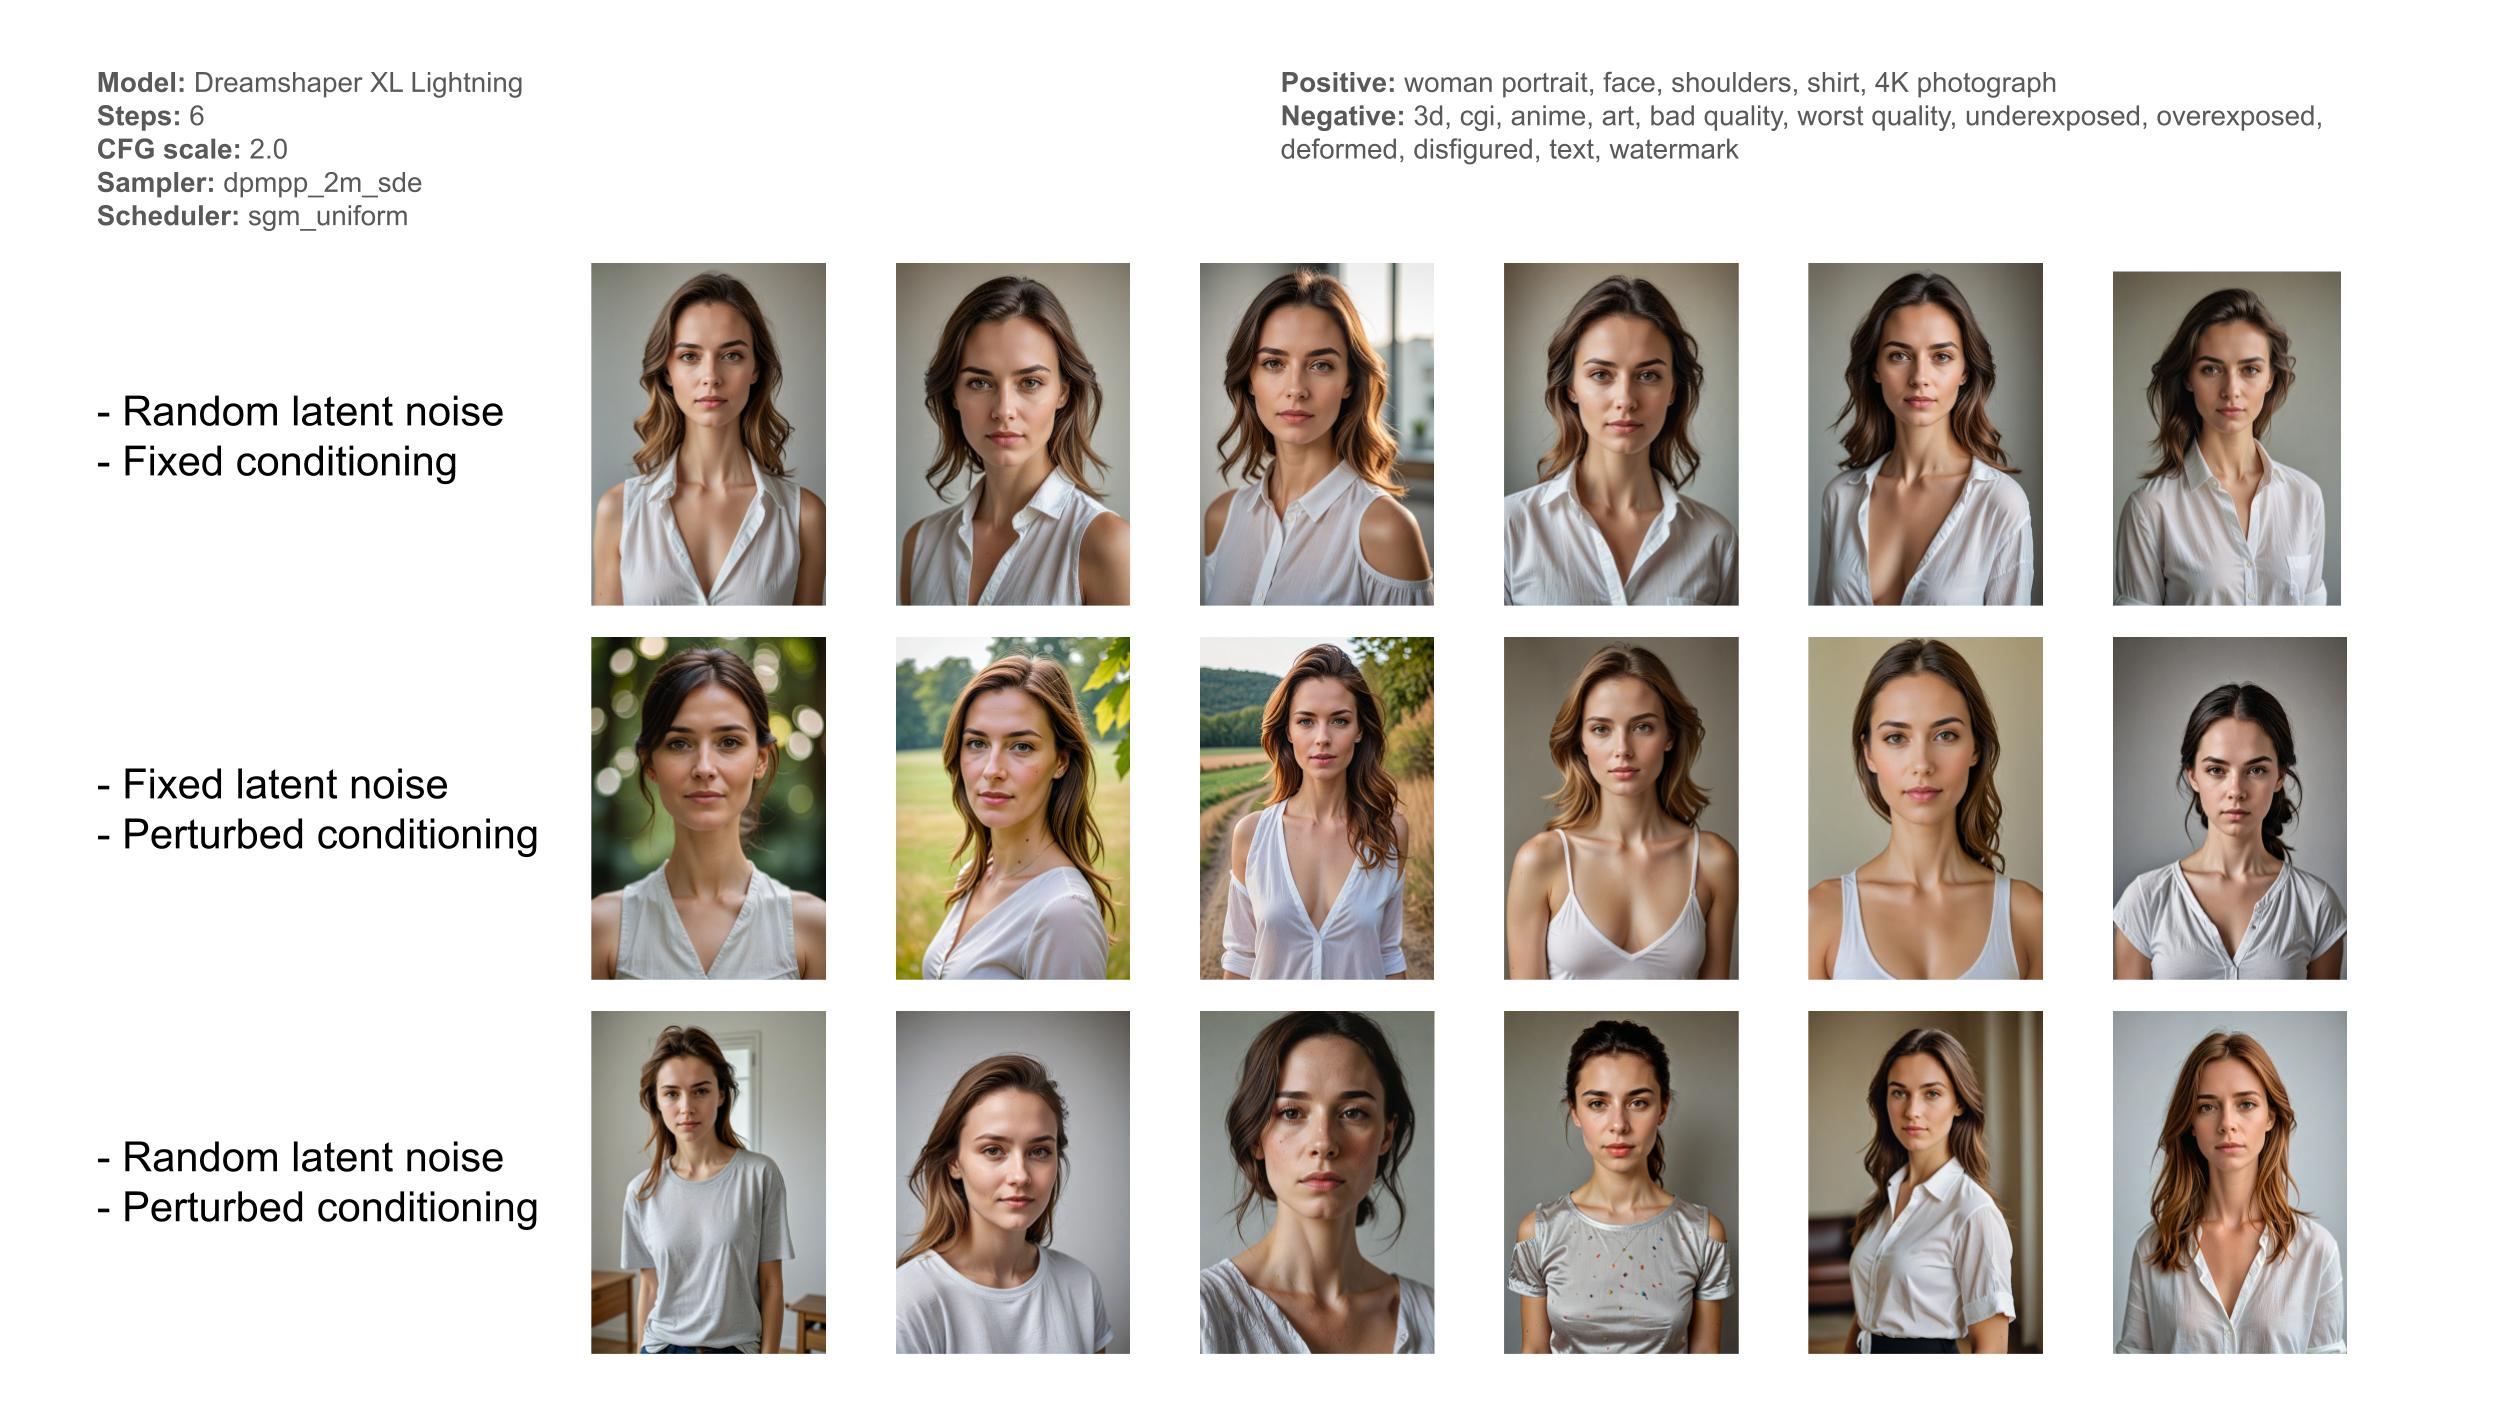 Model: Dreamshaper XL Lightning
Steps: 6
CFG scale: 2.0
Sampler: dpmpp_2m_sde
Scheduler: sgm_uniform
Positive: woman portrait, face, shoulders, shirt, 4K photograph
Negative: 3d, cgi, anime, art, bad quality, worst quality, underexposed, overexposed,
deformed, disfigured, text, watermark
- Random latent noise
- Fixed conditioning
- Fixed latent noise
- Perturbed conditioning
- Random latent noise
- Perturbed conditioning